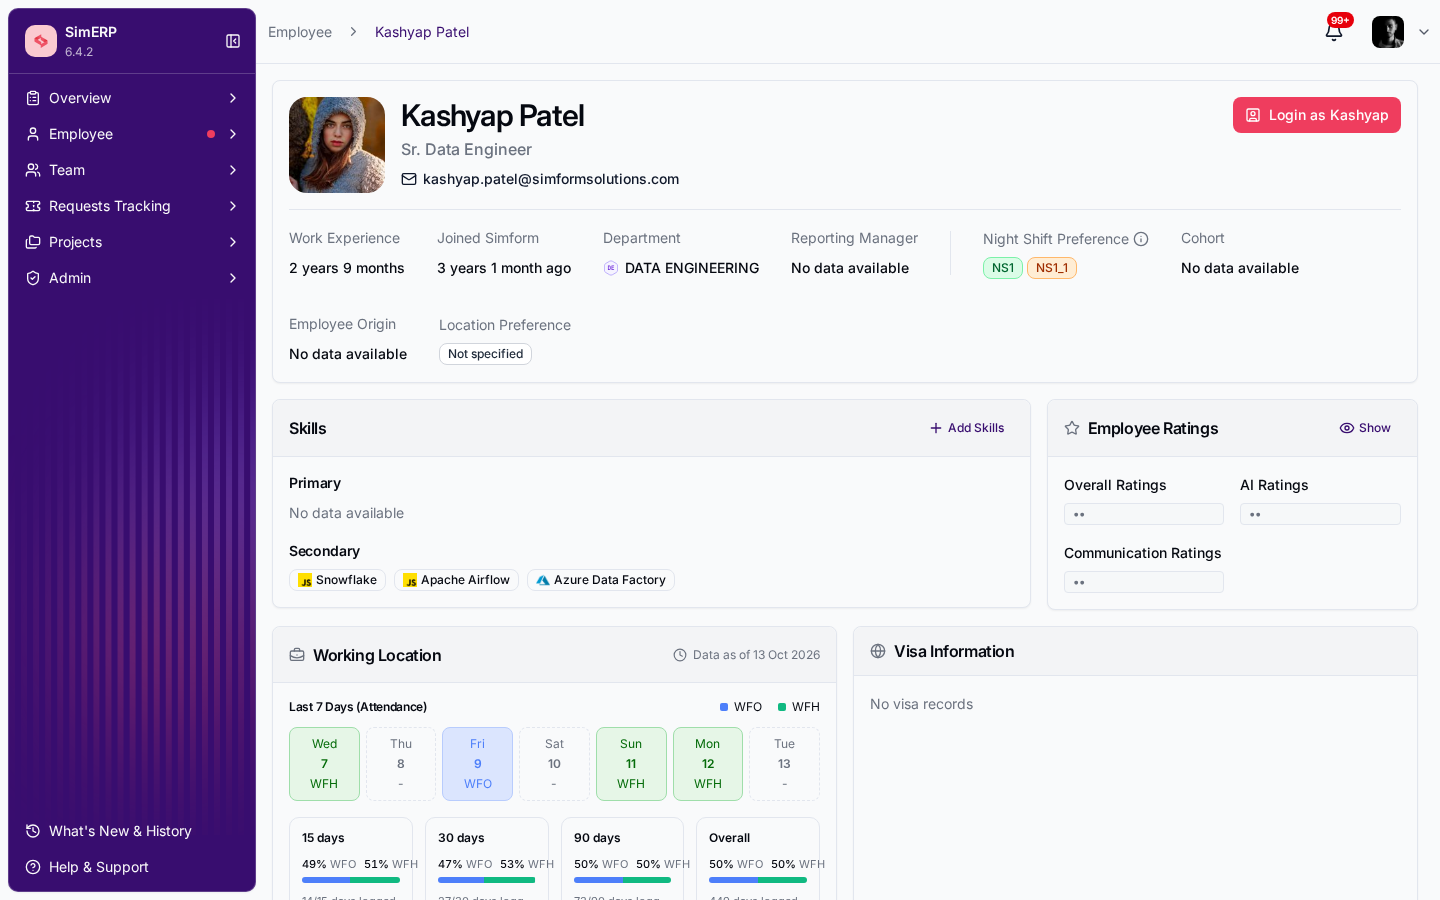 SimERP
6.4.2
Overview
Employee
Team
Requests Tracking
Projects
Admin
What's New & History
Help & Support
Employee > Kashyap Patel
99+
Kashyap Patel
Sr. Data Engineer
kashyap.patel@simformsolutions.com
Login as Kashyap
Work Experience
2 years 9 months
Joined Simform
3 years 1 month ago
Department
DE DATA ENGINEERING
Reporting Manager
No data available
Night Shift Preference
NS1 NS1_1
Cohort
No data available
Employee Origin
No data available
Location Preference
Not specified
Skills
Add Skills
Primary
No data available
Secondary
JS Snowflake JS Apache Airflow Azure Data Factory
Employee Ratings
Show
Overall Ratings
••
AI Ratings
••
Communication Ratings
••
Working Location
Data as of 13 Oct 2026
Last 7 Days (Attendance)
WFO WFH
Wed
7
WFH
Thu
8
-
Fri
9
WFO
Sat
10
-
Sun
11
WFH
Mon
12
WFH
Tue
13
-
15 days
49% WFO 51% WFH
30 days
47% WFO 53% WFH
90 days
50% WFO 50% WFH
Overall
50% WFO 50% WFH
Visa Information
No visa records